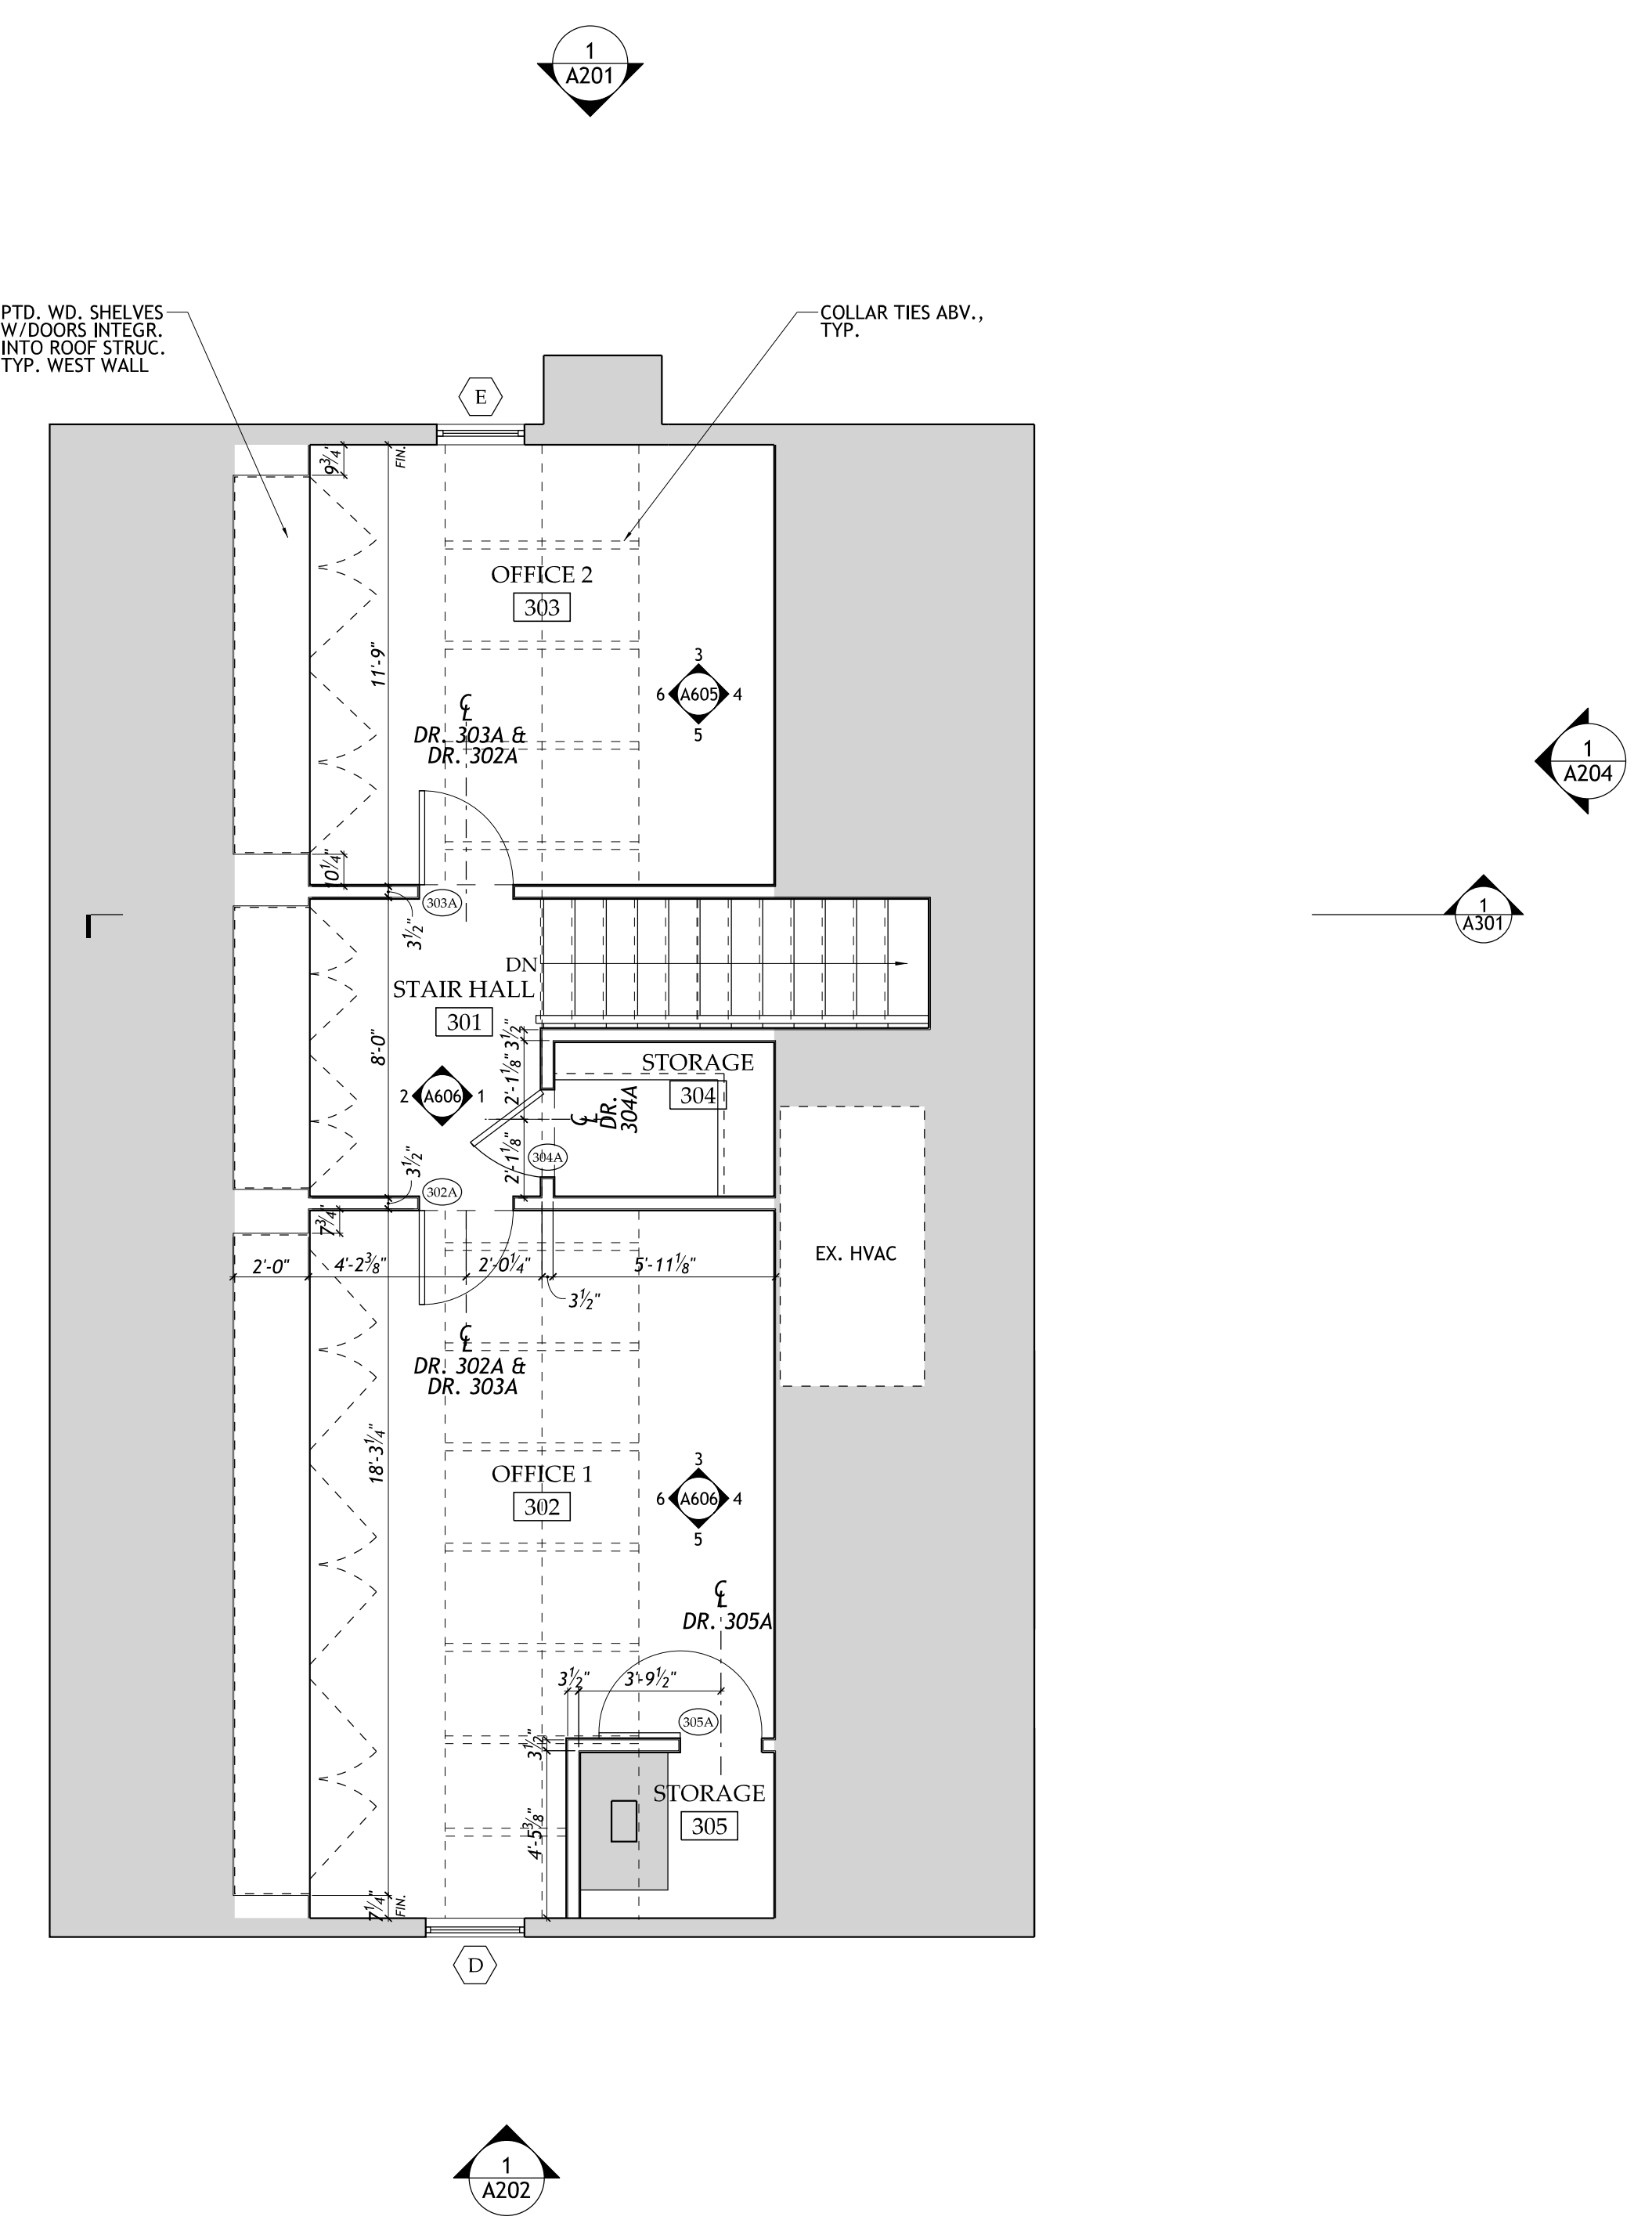 1
A201
PTD. WD. SHELVES
W/DOORS INTEGR.
INTO ROOF STRUC.
TYP. WEST WALL
COLLAR TIES ABV.,
TYP.
E
9¾"
FIN.
OFFICE 2
303
11'-9"
3
6 A605 4
5
℄
DR. 303A &
DR. 302A
1
A204
10¼"
303A
3½"
1
A301
DN
STAIR HALL
301
8'-0"
3½"
2'-1⅛"
STORAGE
304
2 A606 1
℄
DR.
304A
304A
2'-1⅛"
3½"
302A
7¾"
EX. HVAC
2'-0"
4'-2⅜"
2'-0¼"
5'-11⅛"
3½"
℄
DR. 302A &
DR. 303A
18'-3¼"
OFFICE 1
302
3
6 A606 4
5
℄
DR. 305A
3½"
3'-9½"
305A
3½"
STORAGE
305
4'-5⅜"
7¼"
FIN.
D
1
A202